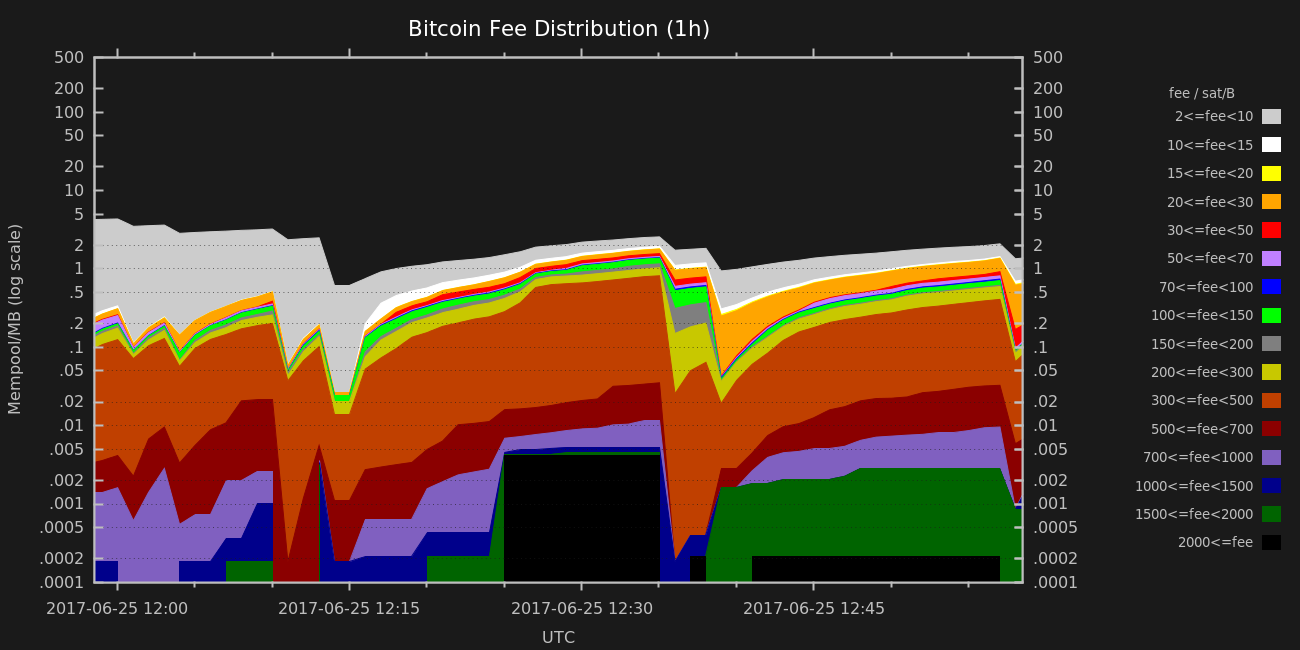 Bitcoin Fee Distribution (1h)
Mempool/MB (log scale)
500
200
100
50
20
10
5
2
1
.5
.2
.1
.05
.02
.01
.005
.002
.001
.0005
.0002
.0001
500
200
100
50
20
10
5
2
1
.5
.2
.1
.05
.02
.01
.005
.002
.001
.0005
.0002
.0001
2017-06-25 12:00
2017-06-25 12:15
2017-06-25 12:30
2017-06-25 12:45
UTC
fee / sat/B
2<=fee<10
10<=fee<15
15<=fee<20
20<=fee<30
30<=fee<50
50<=fee<70
70<=fee<100
100<=fee<150
150<=fee<200
200<=fee<300
300<=fee<500
500<=fee<700
700<=fee<1000
1000<=fee<1500
1500<=fee<2000
2000<=fee